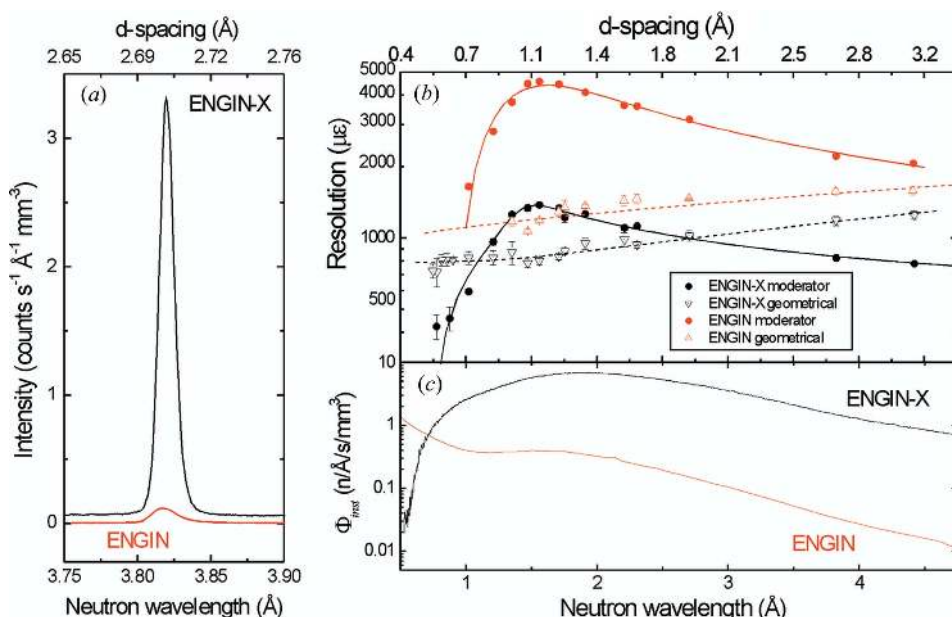 d-spacing (Å)
2.65 2.69 2.72 2.76
(a)
ENGIN-X
3
2
1
0
Intensity (counts s⁻¹ Å⁻¹ mm⁻³)
ENGIN
3.75 3.80 3.85 3.90
Neutron wavelength (Å)
d-spacing (Å)
0.4 0.7 1.1 1.4 1.8 2.1 2.5 2.8 3.2
(b)
5000
4000
2000
1000
500
Resolution (με)
ENGIN-X moderator
ENGIN-X geometrical
ENGIN moderator
ENGIN geometrical
(c)
10
1
0.1
0.01
Φinst (n/Å/s/mm³)
ENGIN-X
ENGIN
1 2 3 4
Neutron wavelength (Å)